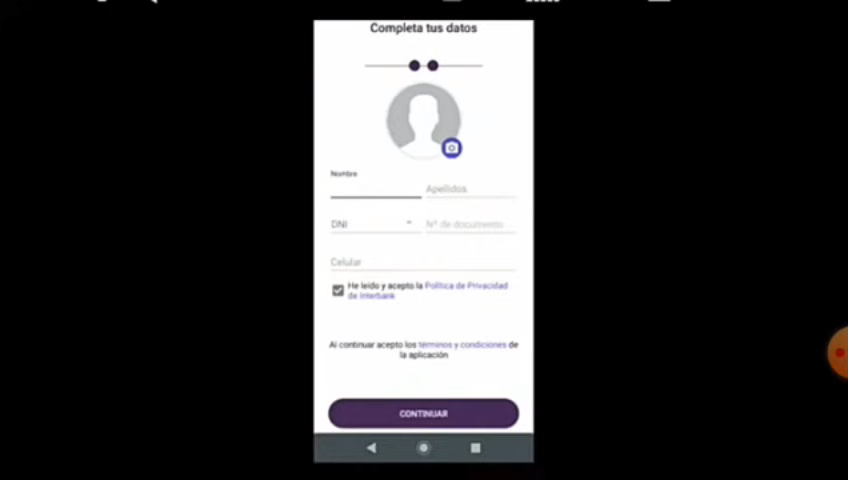 Completa tus datos
Nombre
Apellidos
DNI
Nº de documento
Celular
He leído y acepto la Política de Privacidad
de Interbank
Al continuar acepto los términos y condiciones de
la aplicación
CONTINUAR